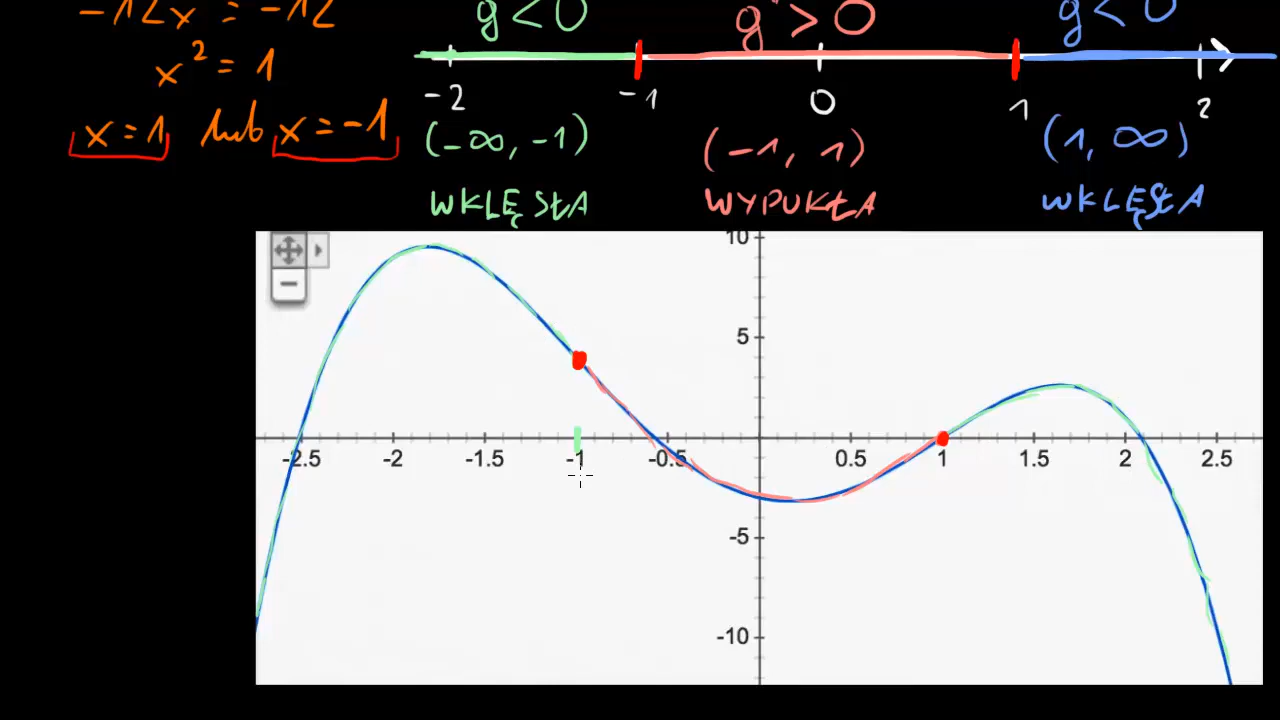 -12x = -12
x² = 1
x = 1 lub x = -1
g < 0 g" > 0 g < 0
-2 -1 0 1 2
(-∞, -1) (-1, 1) (1, ∞)
WKLĘSŁA WYPUKŁA WKLĘSŁA
10
5
-2.5 -2 -1.5 -1 -0.5 0.5 1 1.5 2 2.5
-5
-10